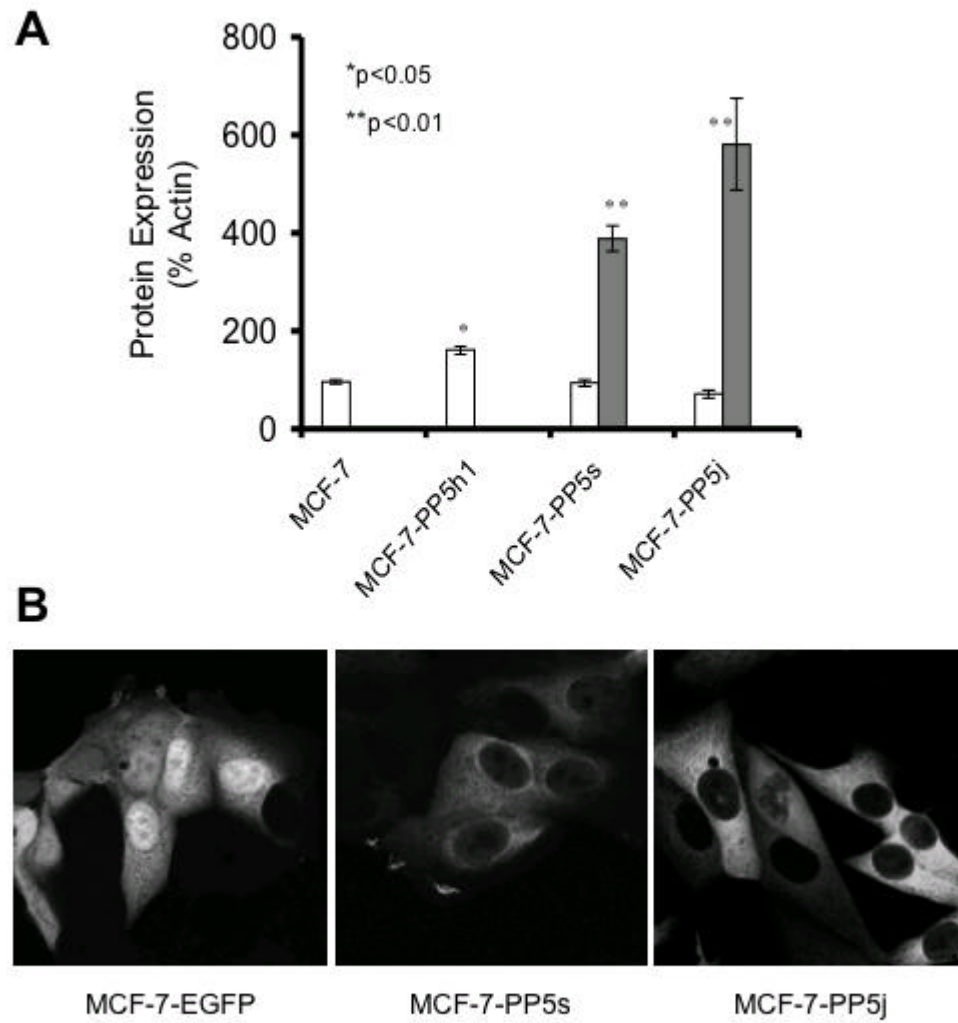 A
800
600
400
200
0
Protein Expression
(% Actin)
*p<0.05
**p<0.01
*
**
**
MCF-7
MCF-7-PP5h1
MCF-7-PP5s
MCF-7-PP5j
B
MCF-7-EGFP
MCF-7-PP5s
MCF-7-PP5j